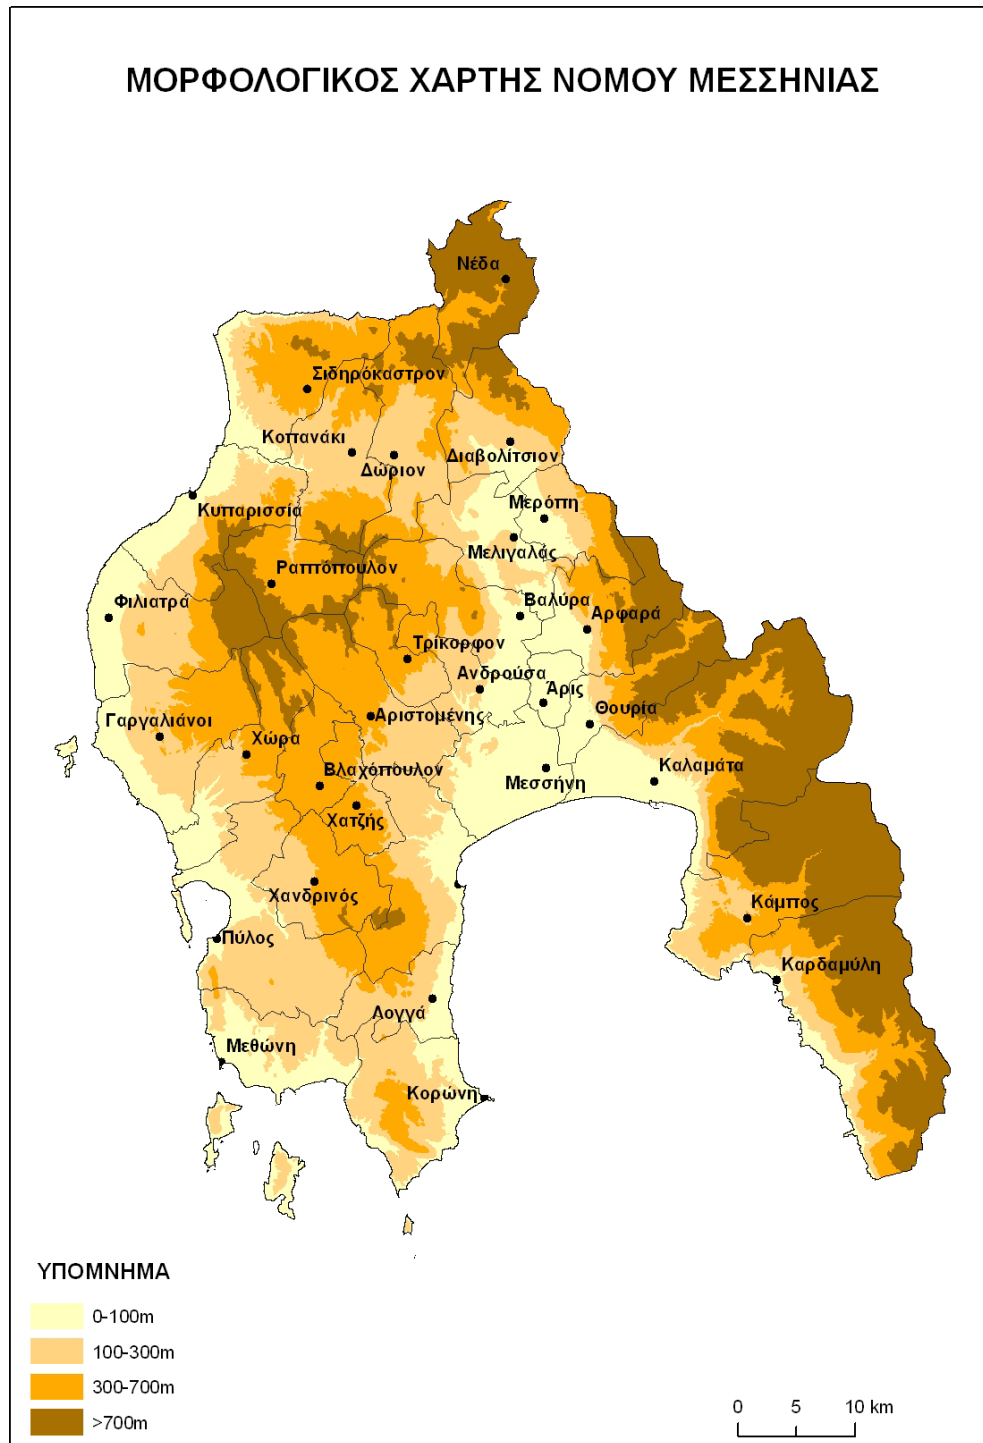 ΜΟΡΦΟΛΟΓΙΚΟΣ ΧΑΡΤΗΣ ΝΟΜΟΥ ΜΕΣΣΗΝΙΑΣ
Νέδα
Σιδηρόκαστρον
Κοπανάκι
Δώριον
Διαβολίτσιον
Κυπαρισσία
Μερόπη
Μελιγαλάς
Ραπτόπουλον
Φιλιατρά
Βαλύρα
Αρφαρά
Τρίκορφον
Ανδρούσα
Άρις
Γαργαλιάνοι
Αριστομένης
Θουρία
Χώρα
Βλαχόπουλον
Μεσσήνη
Καλαμάτα
Χατζής
Χανδρινός
Κάμπος
Πύλος
Καρδαμύλη
Λογγά
Μεθώνη
Κορώνη
ΥΠΟΜΝΗΜΑ
0-100m
100-300m
300-700m
>700m
0 5 10 km